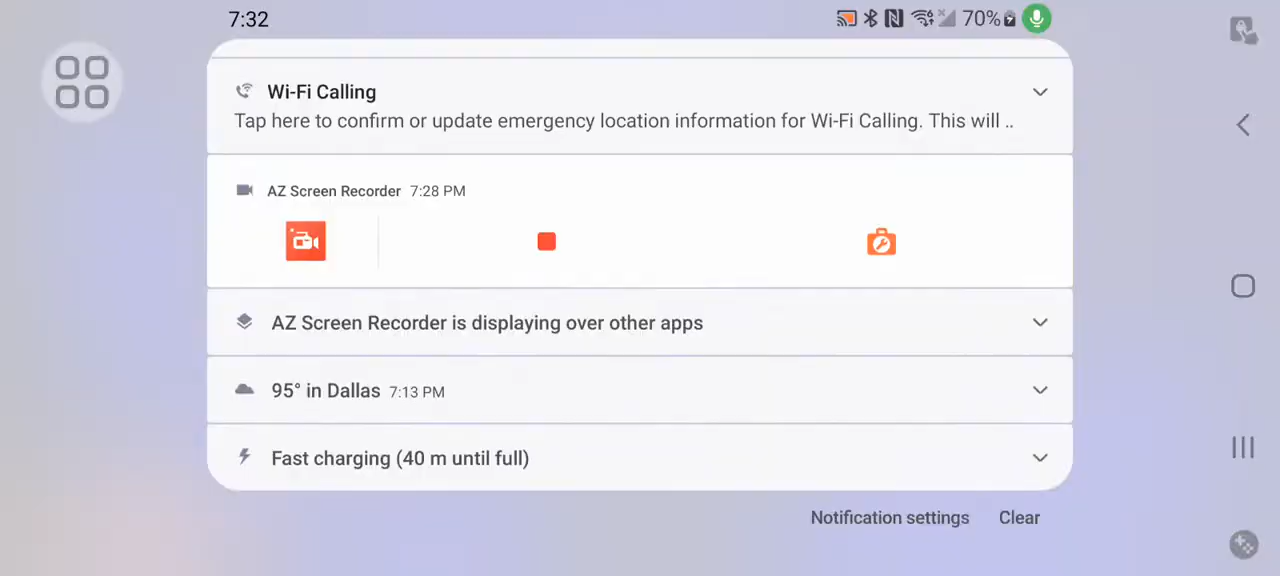 7:32
70%
Wi-Fi Calling
Tap here to confirm or update emergency location information for Wi-Fi Calling. This will ..
AZ Screen Recorder 7:28 PM
AZ Screen Recorder is displaying over other apps
95° in Dallas 7:13 PM
Fast charging (40 m until full)
Notification settings Clear